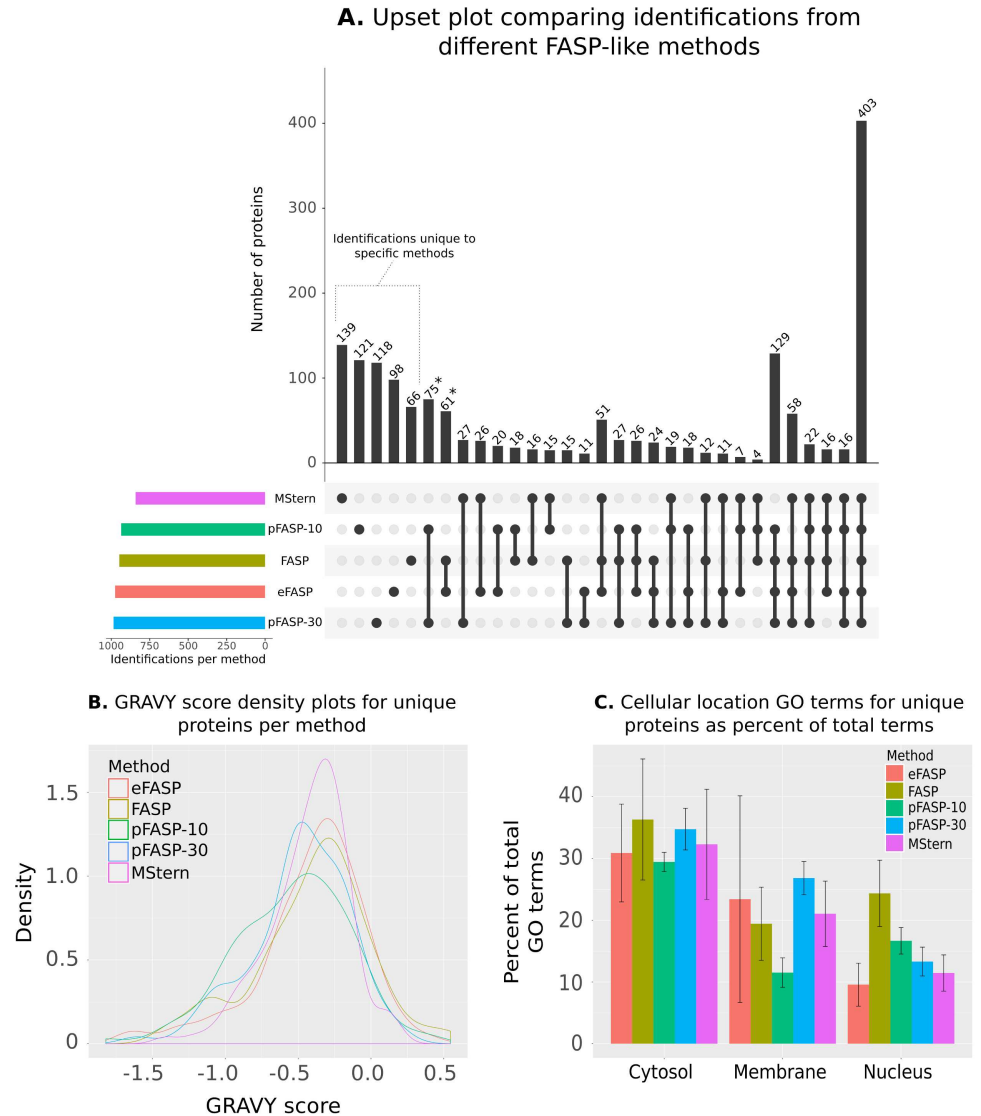 A. Upset plot comparing identifications from
different FASP-like methods
Number of proteins
400
300
200
100
0
Identifications unique to
specific methods
139 121 118 98 66 75* 61* 27 26 20 18 16 15 15 11 51 27 26 24 19 18 12 11 7 4 129 58 22 16 16 403
MStern
pFASP-10
FASP
eFASP
pFASP-30
1000 750 500 250 0
Identifications per method
B. GRAVY score density plots for unique
proteins per method
Density
1.5
1.0
0.5
0
Method
eFASP
FASP
pFASP-10
pFASP-30
MStern
-1.5 -1.0 -0.5 0.0 0.5
GRAVY score
C. Cellular location GO terms for unique
proteins as percent of total terms
Percent of total
GO terms
40
30
20
10
0
Method
eFASP
FASP
pFASP-10
pFASP-30
MStern
Cytosol Membrane Nucleus